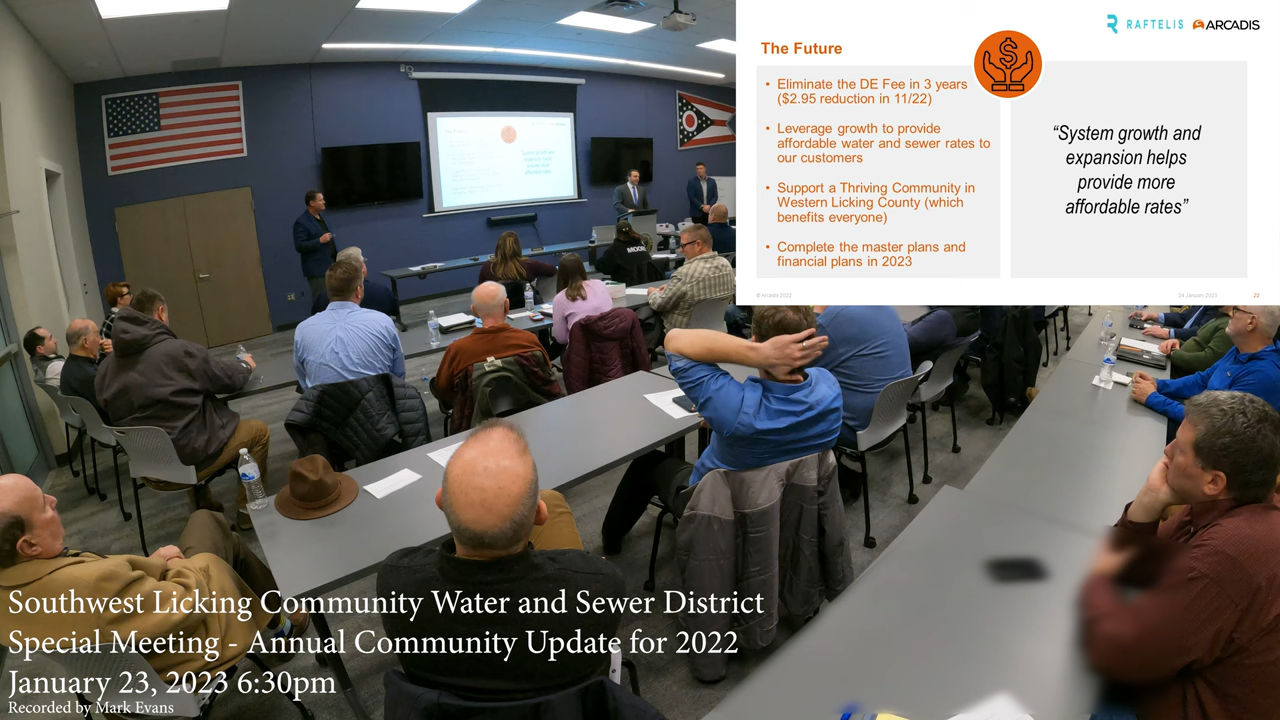 RAFTELIS ARCADIS
The Future
• Eliminate the DE Fee in 3 years
($2.95 reduction in 11/22)
• Leverage growth to provide
affordable water and sewer rates to
our customers
• Support a Thriving Community in
Western Licking County (which
benefits everyone)
• Complete the master plans and
financial plans in 2023
“System growth and
expansion helps
provide more
affordable rates”
© Arcadis 2022
24 January 2023
22
MOORE
Southwest Licking Community Water and Sewer District
Special Meeting - Annual Community Update for 2022
January 23, 2023 6:30pm
Recorded by Mark Evans